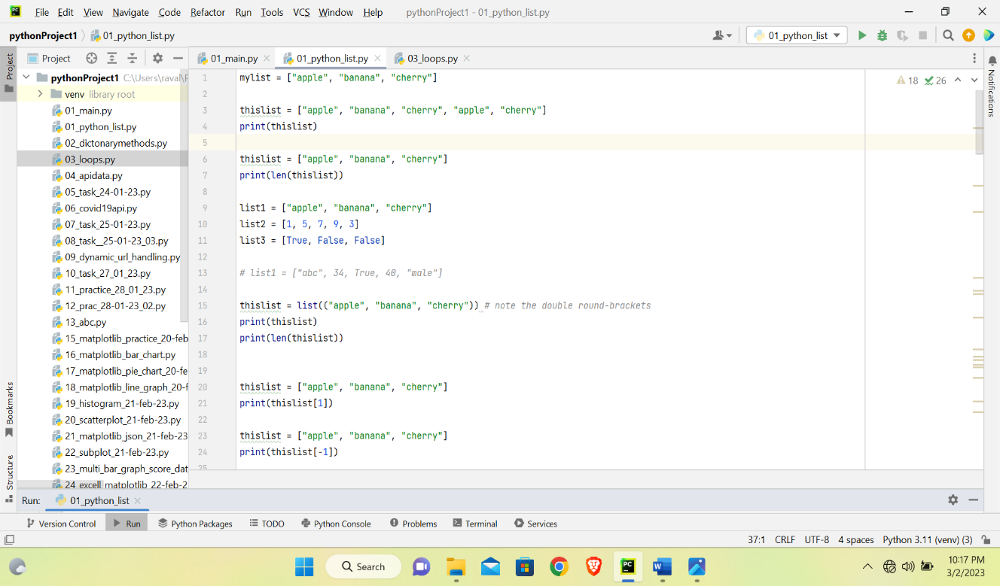 PC File Edit View Navigate Code Refactor Run Tools VCS Window Help pythonProject1 - 01_python_list.py
pythonProject1 01_python_list.py 01_python_list
Project
Project
01_main.py
01_python_list.py
03_loops.py
Notifications
pythonProject1 C:\Users\raval\
venv library root
01_main.py
01_python_list.py
02_dictonarymethods.py
03_loops.py
04_apidata.py
05_task_24-01-23.py
06_covid19api.py
07_task_25-01-23.py
08_task__25-01-23_03.py
09_dynamic_url_handling.py
10_task_27_01_23.py
11_practice_28_01_23.py
12_prac_28-01-23_02.py
13_abc.py
15_matplotlib_practice_20-feb
16_matplotlib_bar_chart.py
17_matplotlib_pie_chart_20-fe
18_matplotlib_line_graph_20-f
19_histogram_21-feb-23.py
20_scatterplot_21-feb-23.py
21_matplotlib_json_21-feb-23
22_subplot_21-feb-23.py
23_multi_bar_graph_score_dat
24_excell_matplotlib_22-feb-2
Bookmarks
Structure
18 26
1 mylist = ["apple", "banana", "cherry"]
2
3 thislist = ["apple", "banana", "cherry", "apple", "cherry"]
4 print(thislist)
5
6 thislist = ["apple", "banana", "cherry"]
7 print(len(thislist))
8
9 list1 = ["apple", "banana", "cherry"]
10 list2 = [1, 5, 7, 9, 3]
11 list3 = [True, False, False]
12
13 # list1 = ["abc", 34, True, 40, "male"]
14
15 thislist = list(("apple", "banana", "cherry")) # note the double round-brackets
16 print(thislist)
17 print(len(thislist))
18
19
20 thislist = ["apple", "banana", "cherry"]
21 print(thislist[1])
22
23 thislist = ["apple", "banana", "cherry"]
24 print(thislist[-1])
25
Run: 01_python_list
Version Control Run Python Packages TODO Python Console Problems Terminal Services
37:1 CRLF UTF-8 4 spaces Python 3.11 (venv) (3)
Search
PC
W
10:17 PM
3/2/2023